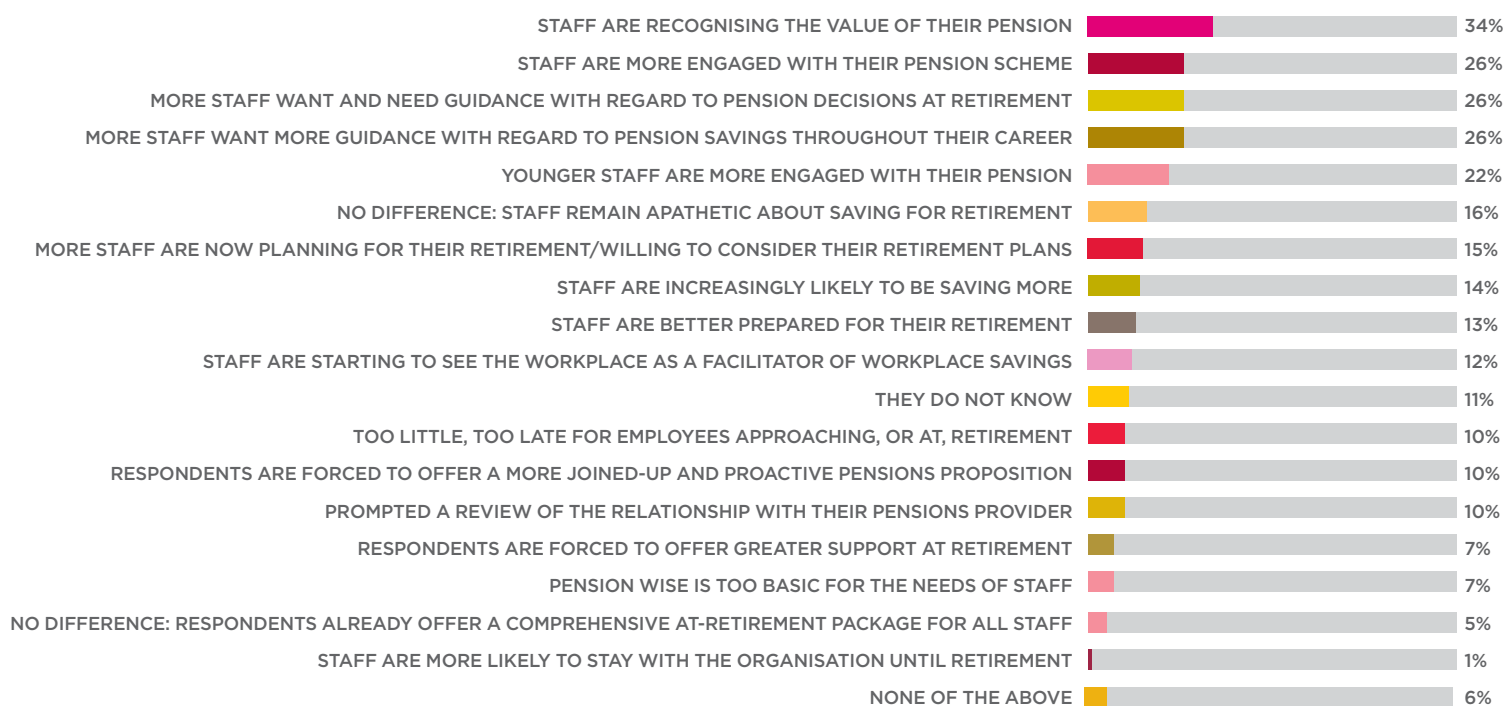 STAFF ARE RECOGNISING THE VALUE OF THEIR PENSION 34%
STAFF ARE MORE ENGAGED WITH THEIR PENSION SCHEME 26%
MORE STAFF WANT AND NEED GUIDANCE WITH REGARD TO PENSION DECISIONS AT RETIREMENT 26%
MORE STAFF WANT MORE GUIDANCE WITH REGARD TO PENSION SAVINGS THROUGHOUT THEIR CAREER 26%
YOUNGER STAFF ARE MORE ENGAGED WITH THEIR PENSION 22%
NO DIFFERENCE: STAFF REMAIN APATHETIC ABOUT SAVING FOR RETIREMENT 16%
MORE STAFF ARE NOW PLANNING FOR THEIR RETIREMENT/WILLING TO CONSIDER THEIR RETIREMENT PLANS 15%
STAFF ARE INCREASINGLY LIKELY TO BE SAVING MORE 14%
STAFF ARE BETTER PREPARED FOR THEIR RETIREMENT 13%
STAFF ARE STARTING TO SEE THE WORKPLACE AS A FACILITATOR OF WORKPLACE SAVINGS 12%
THEY DO NOT KNOW 11%
TOO LITTLE, TOO LATE FOR EMPLOYEES APPROACHING, OR AT, RETIREMENT 10%
RESPONDENTS ARE FORCED TO OFFER A MORE JOINED-UP AND PROACTIVE PENSIONS PROPOSITION 10%
PROMPTED A REVIEW OF THE RELATIONSHIP WITH THEIR PENSIONS PROVIDER 10%
RESPONDENTS ARE FORCED TO OFFER GREATER SUPPORT AT RETIREMENT 7%
PENSION WISE IS TOO BASIC FOR THE NEEDS OF STAFF 7%
NO DIFFERENCE: RESPONDENTS ALREADY OFFER A COMPREHENSIVE AT-RETIREMENT PACKAGE FOR ALL STAFF 5%
STAFF ARE MORE LIKELY TO STAY WITH THE ORGANISATION UNTIL RETIREMENT 1%
NONE OF THE ABOVE 6%